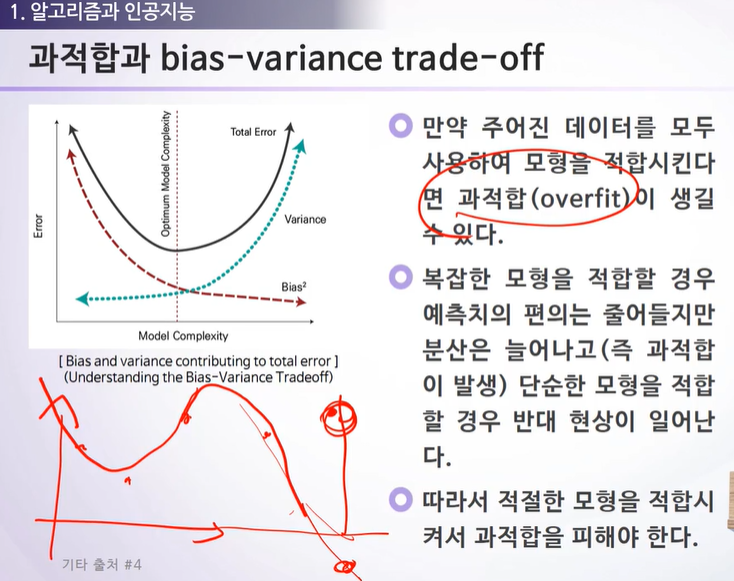 1. 알고리즘과 인공지능
과적합과 bias-variance trade-off
Error
Optimum Model Complexity
Total Error
Variance
Bias²
Model Complexity
[ Bias and variance contributing to total error ]
(Understanding the Bias-Variance Tradeoff)
만약 주어진 데이터를 모두
사용하여 모형을 적합시킨다
면 과적합(overfit)이 생길
수 있다.
복잡한 모형을 적합할 경우
예측치의 편의는 줄어들지만
분산은 늘어나고(즉 과적합
이 발생) 단순한 모형을 적합
할 경우 반대 현상이 일어난
다.
따라서 적절한 모형을 적합시
켜서 과적합을 피해야 한다.
기타 출처 #4